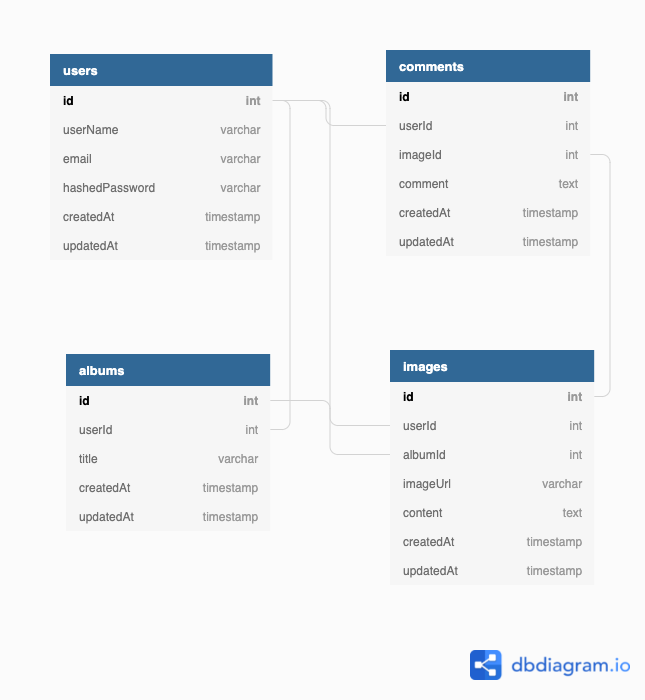 users
id int
userName varchar
email varchar
hashedPassword varchar
createdAt timestamp
updatedAt timestamp
comments
id int
userId int
imageId int
comment text
createdAt timestamp
updatedAt timestamp
albums
id int
userId int
title varchar
createdAt timestamp
updatedAt timestamp
images
id int
userId int
albumId int
imageUrl varchar
content text
createdAt timestamp
updatedAt timestamp
dbdiagram.io